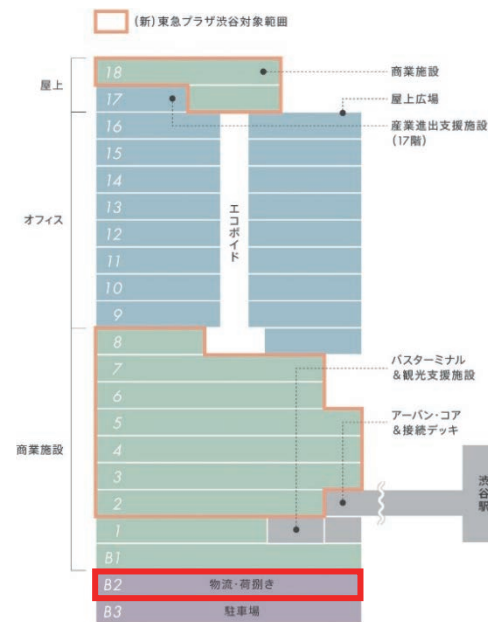 (新)東急プラザ渋谷対象範囲
屋上
18
商業施設
17
屋上広場
産業進出支援施設
(17階)
オフィス
16
15
14
13
12
11
10
9
エコボイド
商業施設
8
7
6
5
4
3
2
1
B1
バスターミナル
&観光支援施設
アーバン・コア
&接続デッキ
渋谷駅
B2
物流・荷捌き
B3
駐車場